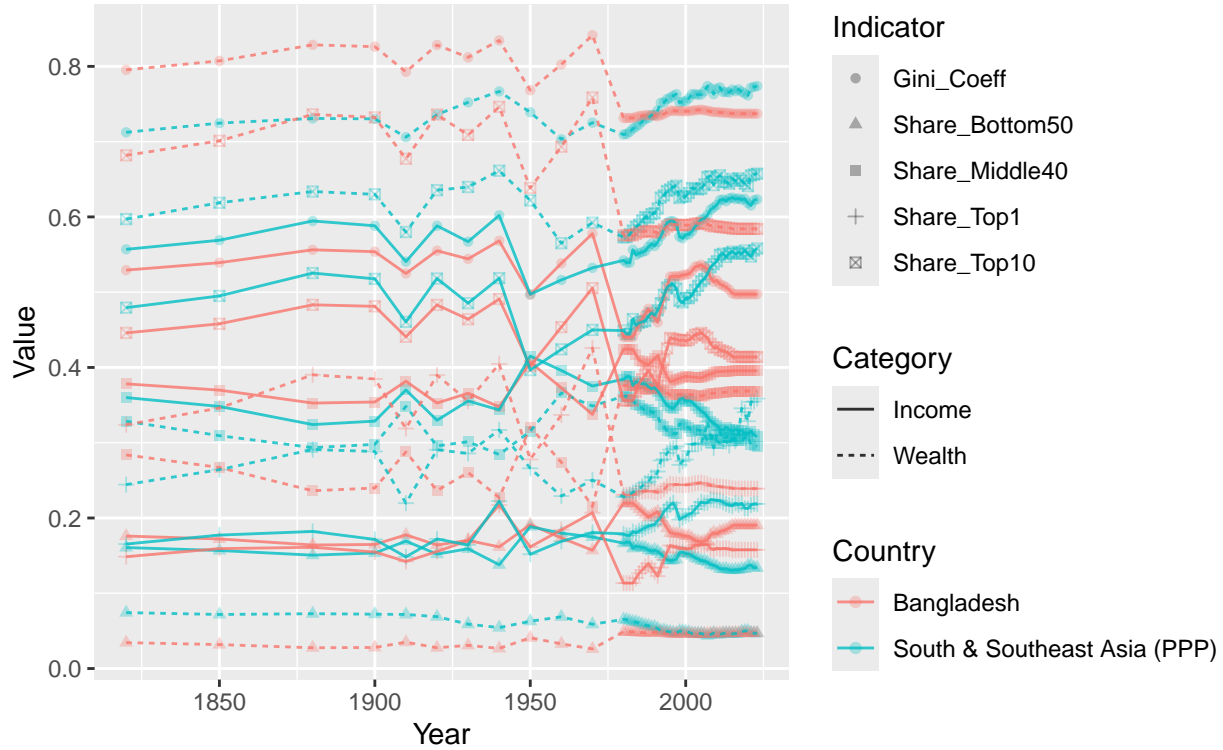 0.8
0.6
0.4
0.2
0.0
Value
1850
1900
1950
2000
Year
Indicator
Gini_Coeff
Share_Bottom50
Share_Middle40
Share_Top1
Share_Top10
Category
Income
Wealth
Country
Bangladesh
South & Southeast Asia (PPP)